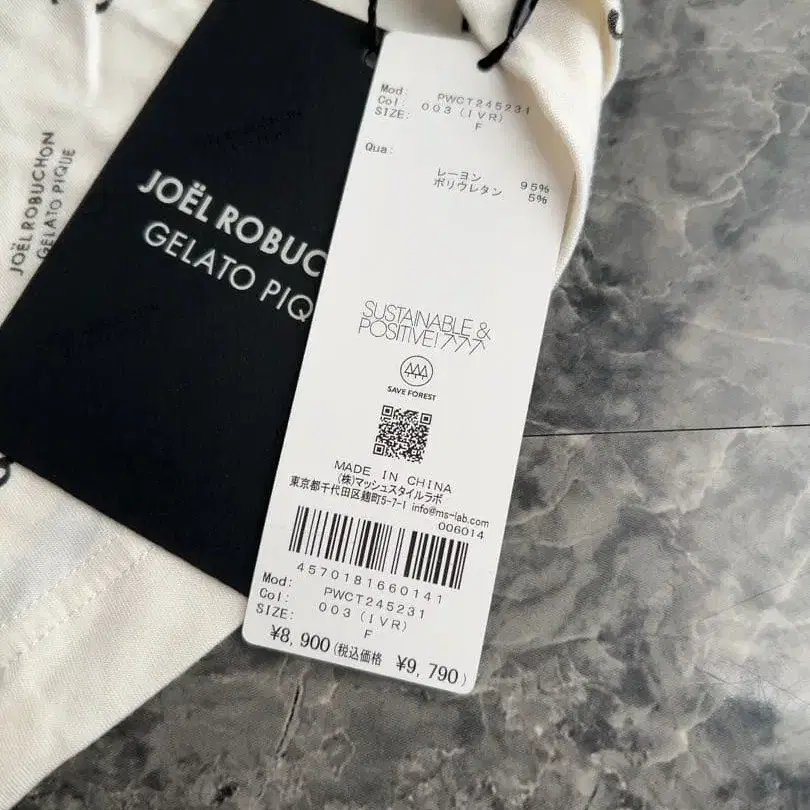 JOËL ROBUCHON
GELATO PIQUE
JOËL ROBUC
GELATO PIQ
Mod: PWCT245231
Col: 003 (IVR)
SIZE: F
Qua:
レーヨン 95%
ポリウレタン 5%
SUSTAINABLE &
POSITIVE!
SAVE FOREST
MADE IN CHINA
(株)マッシュスタイルラボ
東京都千代田区麹町5-7-1 info@ms-lab.com
006014
4570181660141
Mod: PWCT245231
Col: 003 (IVR)
SIZE: F
¥8,900(税込価格 ¥9,790)